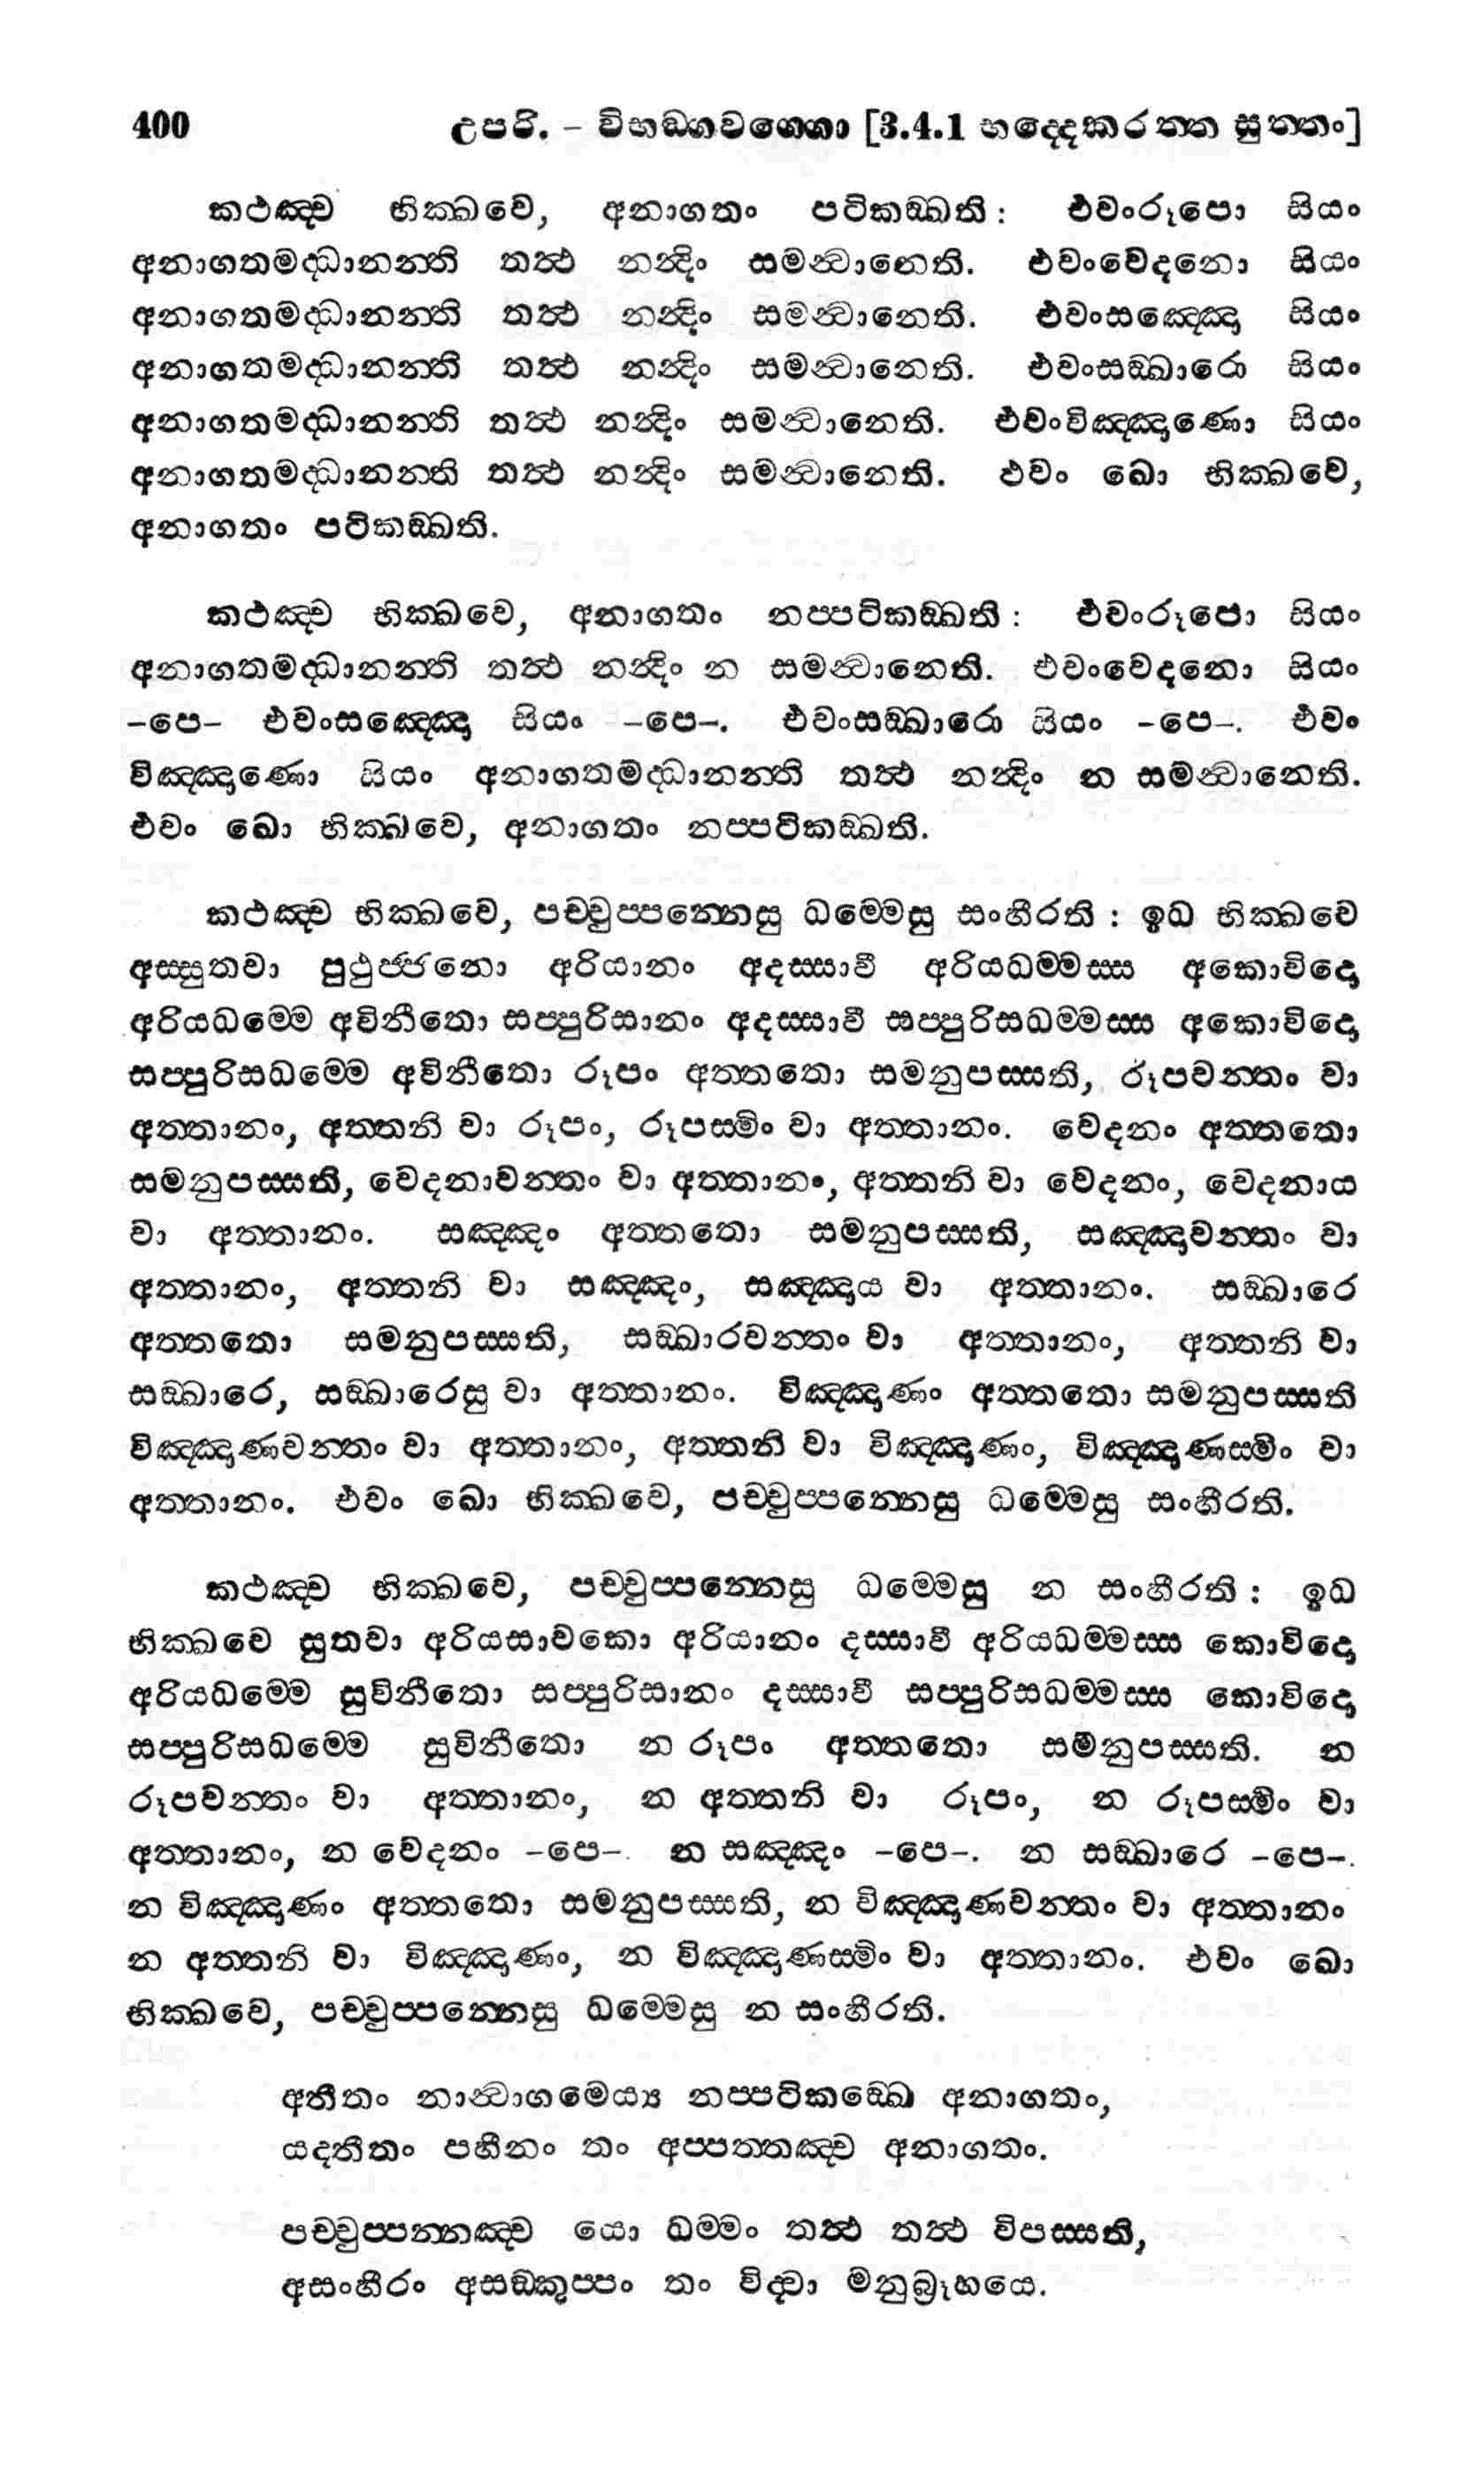 400 උපරි. – විභඞ්ගවග්ගො [3.4.1 භද්දෙකරත්ත සුත්තං]
කථඤ්ච භික්ඛවෙ, අනාගතං පටිකඞ්ඛති: එවංරූපො සියං
අනාගතමද්ධානන්ති තත්ථ නන්දිං සමන්වානෙති. එවංවෙදනො සියං
අනාගතමද්ධානන්ති තත්ථ නන්දිං සමන්වානෙති. එවංසඤ්ඤො සියං
අනාගතමද්ධානන්ති තත්ථ නන්දිං සමන්වානෙති. එවංසඞ්ඛාරො සියං
අනාගතමද්ධානන්ති තත්ථ නන්දිං සමන්වානෙති. එවංවිඤ්ඤාණො සියං
අනාගතමද්ධානන්ති තත්ථ නන්දිං සමන්වානෙති. එවං ඛො භික්ඛවෙ,
අනාගතං පටිකඞ්ඛති.
කථඤ්ච භික්ඛවෙ, අනාගතං නප්පටිකඞ්ඛති: එවංරූපො සියං
අනාගතමද්ධානන්ති තත්ථ නන්දිං න සමන්වානෙති. එවංවෙදනො සියං
–පෙ– එවංසඤ්ඤො සියං –පෙ–. එවංසඞ්ඛාරො සියං –පෙ–. එවං
විඤ්ඤාණො සියං අනාගතමද්ධානන්ති තත්ථ නන්දිං න සමන්වානෙති.
එවං ඛො භික්ඛවෙ, අනාගතං නප්පටිකඞ්ඛති.
කථඤ්ච භික්ඛවෙ, පච්චුප්පන්නෙසු ධම්මෙසු සංහීරති: ඉධ භික්ඛවෙ
අස්සුතවා පුථුජ්ජනො අරියානං අදස්සාවී අරියධම්මස්ස අකොවිදො
අරියධම්මෙ අවිනීතො සප්පුරිසානං අදස්සාවී සප්පුරිසධම්මස්ස අකොවිදො
සප්පුරිසධම්මෙ අවිනීතො රූපං අත්තතො සමනුපස්සති, රූපවන්තං වා
අත්තානං, අත්තනි වා රූපං, රූපස්මිං වා අත්තානං. වෙදනං අත්තතො
සමනුපස්සති, වෙදනාවන්තං වා අත්තානං, අත්තනි වා වෙදනං, වෙදනාය
වා අත්තානං. සඤ්ඤං අත්තතො සමනුපස්සති, සඤ්ඤාවන්තං වා
අත්තානං, අත්තනි වා සඤ්ඤං, සඤ්ඤාය වා අත්තානං. සඞ්ඛාරෙ
අත්තතො සමනුපස්සති, සඞ්ඛාරවන්තං වා අත්තානං, අත්තනි වා
සඞ්ඛාරෙ, සඞ්ඛාරෙසු වා අත්තානං. විඤ්ඤාණං අත්තතො සමනුපස්සති
විඤ්ඤාණවන්තං වා අත්තානං, අත්තනි වා විඤ්ඤාණං, විඤ්ඤාණස්මිං වා
අත්තානං. එවං ඛො භික්ඛවෙ, පච්චුප්පන්නෙසු ධම්මෙසු සංහීරති.
කථඤ්ච භික්ඛවෙ, පච්චුප්පන්නෙසු ධම්මෙසු න සංහීරති: ඉධ
භික්ඛවෙ සුතවා අරියසාවකො අරියානං දස්සාවී අරියධම්මස්ස කොවිදො
අරියධම්මෙ සුවිනීතො සප්පුරිසානං දස්සාවී සප්පුරිසධම්මස්ස කොවිදො
සප්පුරිසධම්මෙ සුවිනීතො න රූපං අත්තතො සමනුපස්සති. න
රූපවන්තං වා අත්තානං, න අත්තනි වා රූපං, න රූපස්මිං වා
අත්තානං, න වෙදනං –පෙ–. න සඤ්ඤං –පෙ–. න සඞ්ඛාරෙ –පෙ–.
න විඤ්ඤාණං අත්තතො සමනුපස්සති, න විඤ්ඤාණවන්තං වා අත්තානං
න අත්තනි වා විඤ්ඤාණං, න විඤ්ඤාණස්මිං වා අත්තානං. එවං ඛො
භික්ඛවෙ, පච්චුප්පන්නෙසු ධම්මෙසු න සංහීරති.
අතීතං නාන්වාගමෙය්‍ය නප්පටිකඞ්ඛෙ අනාගතං,
යදතීතං පහීනං තං අප්පත්තඤ්ච අනාගතං.
පච්චුප්පන්නඤ්ච යො ධම්මං තත්ථ තත්ථ විපස්සති,
අසංහීරං අසඞ්කුප්පං තං විද්වා මනුබ්‍රූහයෙ.